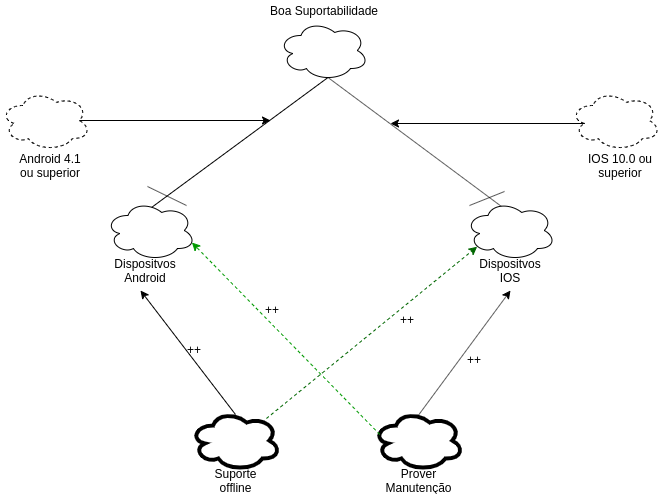 Boa Suportabilidade
Android 4.1
ou superior
IOS 10.0 ou
superior
Dispositvos
Android
Dispositvos
IOS
++
++
++
++
Suporte
offline
Prover
Manutenção